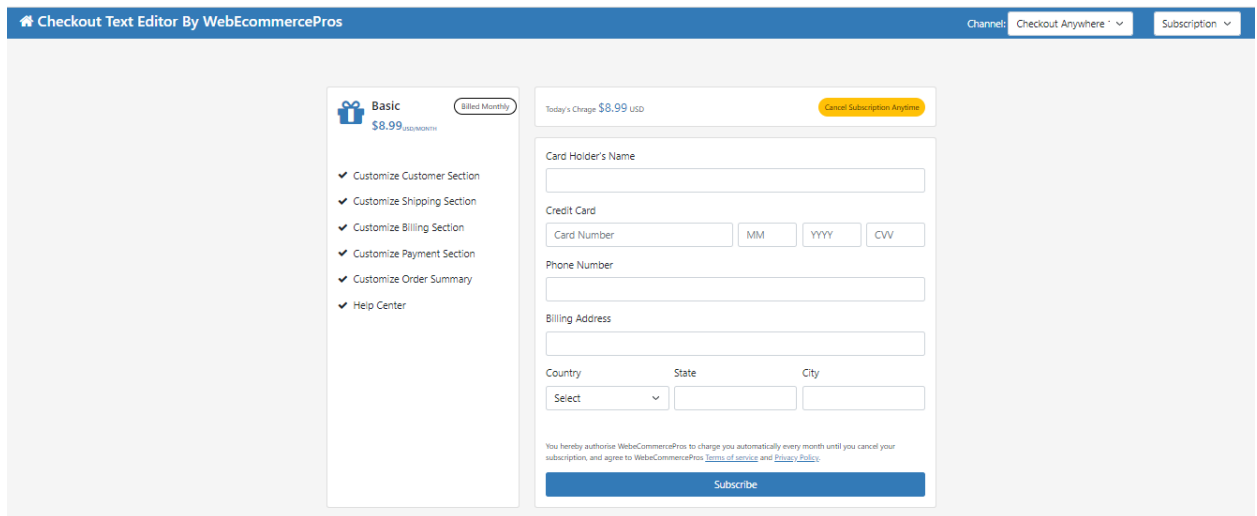 Checkout Text Editor By WebEcommercePros
Channel: Checkout Anywhere
Subscription
Basic
Billed Monthly
$8.99USD/MONTH
Customize Customer Section
Customize Shipping Section
Customize Billing Section
Customize Payment Section
Customize Order Summary
Help Center
Today's Chrage $8.99 USD
Cancel Subscription Anytime
Card Holder's Name
Credit Card
Card Number MM YYYY CVV
Phone Number
Billing Address
Country State City
Select
You hereby authorise WebeCommercePros to charge you automatically every month until you cancel your
subscription, and agree to WebeCommercePros Terms of service and Privacy Policy.
Subscribe